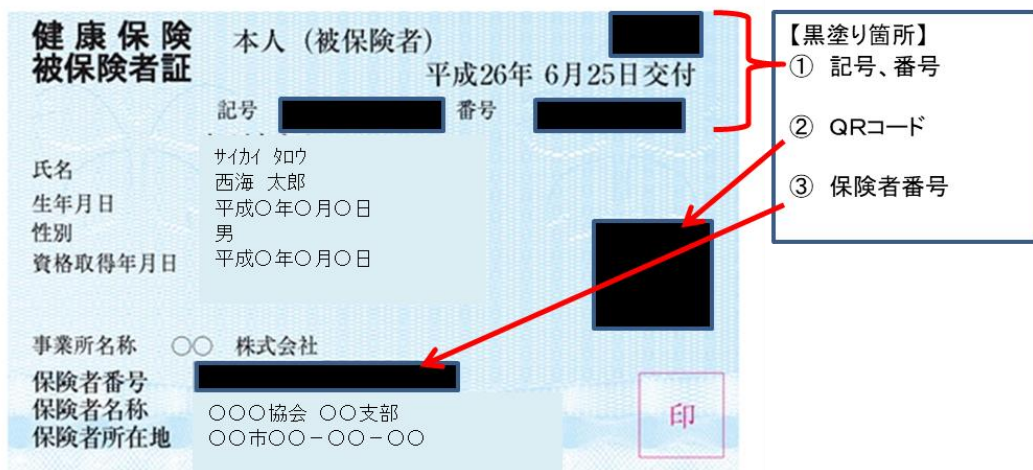 健康保険 本人（被保険者）
被保険者証
平成26年 6月25日交付
記号 番号
サイカイ タロウ
氏名 西海 太郎
生年月日 平成○年○月○日
性別 男
資格取得年月日 平成○年○月○日
事業所名称 ○○ 株式会社
保険者番号
保険者名称 ○○○協会 ○○支部
保険者所在地 ○○市○○－○○－○○
印
【黒塗り箇所】
① 記号、番号
② QRコード
③ 保険者番号